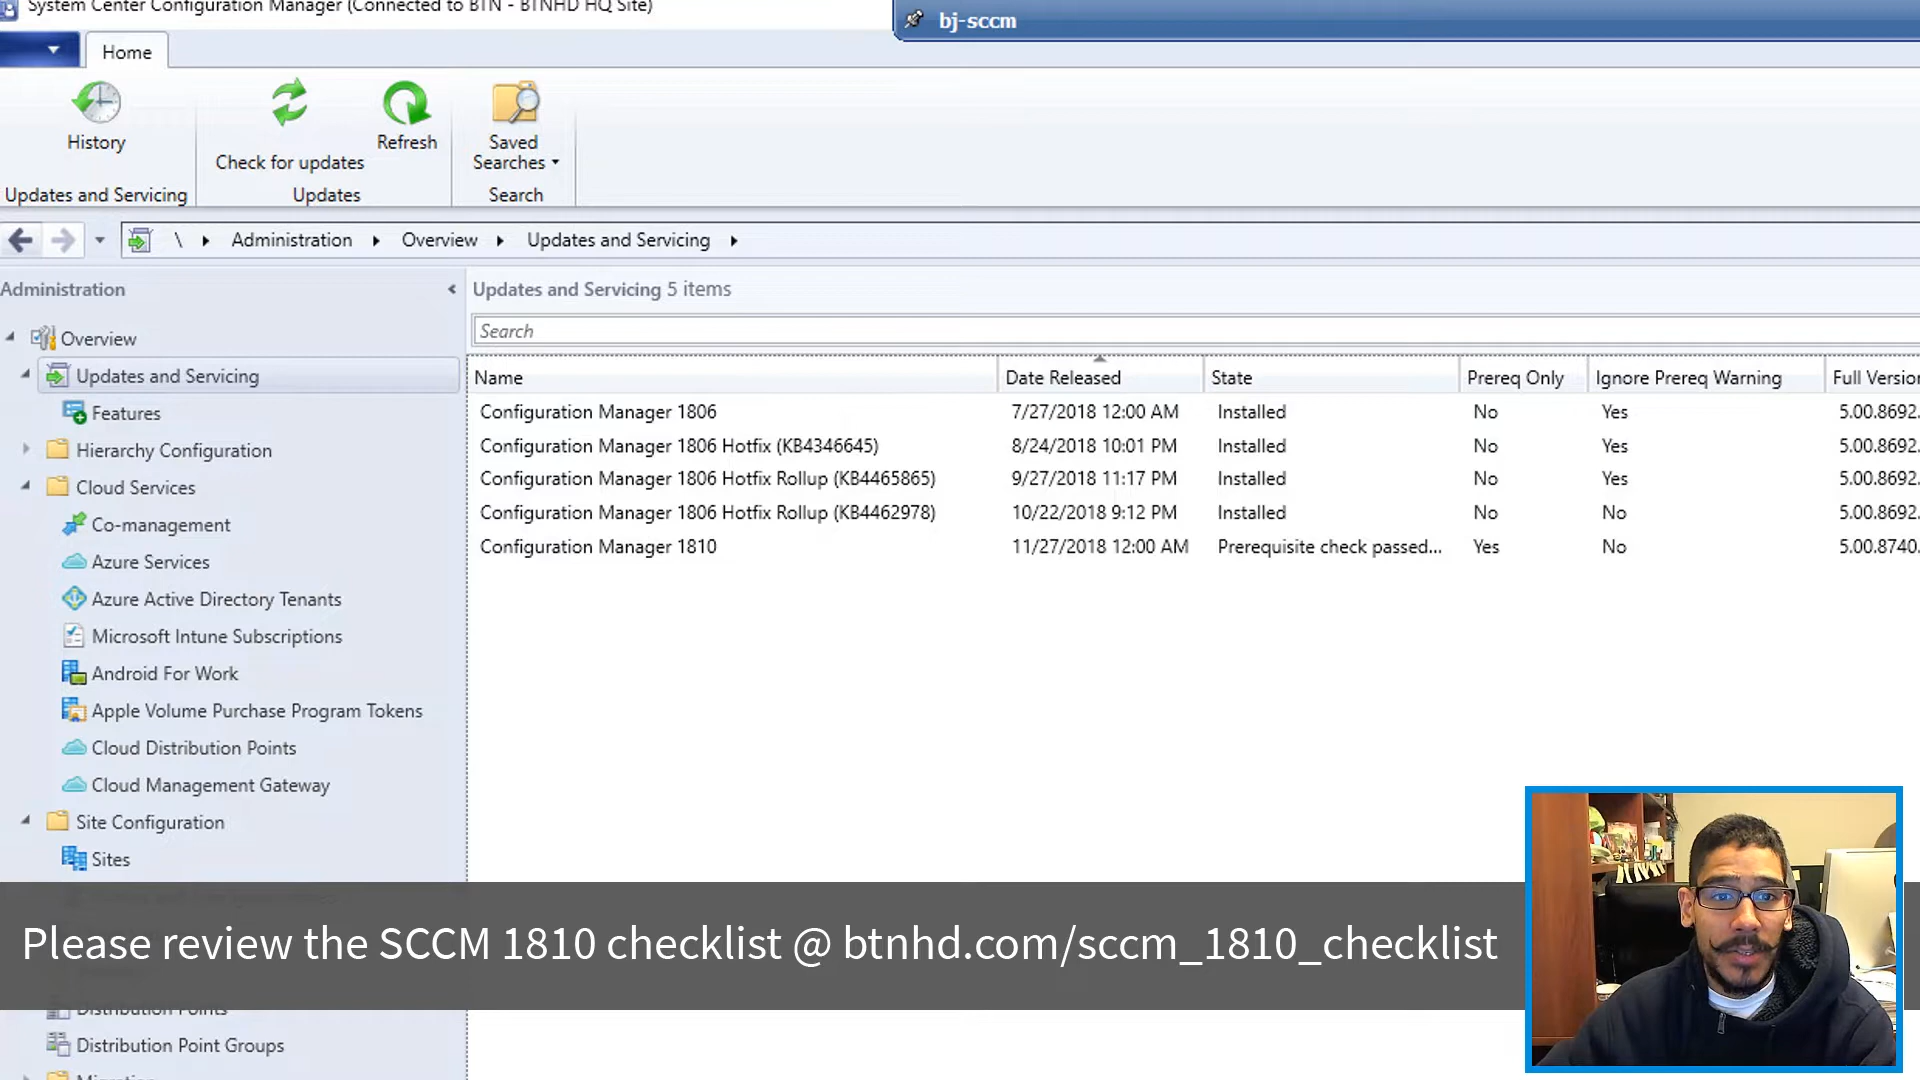 System Center Configuration Manager (Connected to BTN - BTNHD HQ Site)
bj-sccm
Home
History
Check for updates
Refresh
Saved
Searches
Updates and Servicing
Updates
Search
\ Administration Overview Updates and Servicing
Administration
Updates and Servicing 5 items
Search
Overview
Updates and Servicing
Features
Hierarchy Configuration
Cloud Services
Co-management
Azure Services
Azure Active Directory Tenants
Microsoft Intune Subscriptions
Android For Work
Apple Volume Purchase Program Tokens
Cloud Distribution Points
Cloud Management Gateway
Site Configuration
Sites
Distribution Points
Distribution Point Groups
Migration
Name Date Released State Prereq Only Ignore Prereq Warning Full Version
Configuration Manager 1806 7/27/2018 12:00 AM Installed No Yes 5.00.8692.
Configuration Manager 1806 Hotfix (KB4346645) 8/24/2018 10:01 PM Installed No Yes 5.00.8692.
Configuration Manager 1806 Hotfix Rollup (KB4465865) 9/27/2018 11:17 PM Installed No Yes 5.00.8692.
Configuration Manager 1806 Hotfix Rollup (KB4462978) 10/22/2018 9:12 PM Installed No No 5.00.8692.
Configuration Manager 1810 11/27/2018 12:00 AM Prerequisite check passed... Yes No 5.00.8740.
Please review the SCCM 1810 checklist @ btnhd.com/sccm_1810_checklist